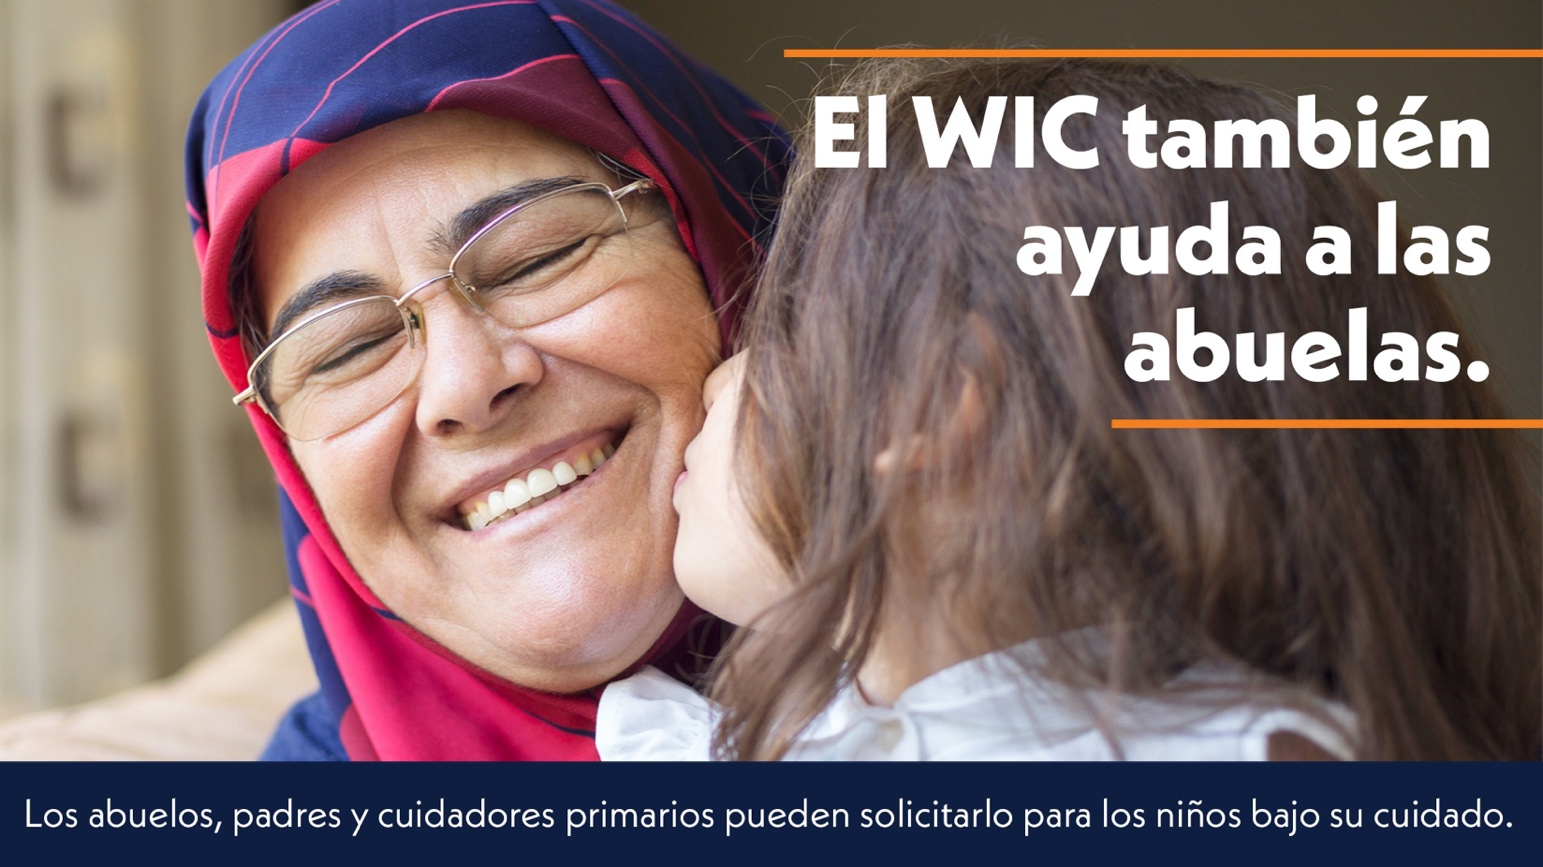 El WIC también
ayuda a las
abuelas.
Los abuelos, padres y cuidadores primarios pueden solicitarlo para los niños bajo su cuidado.